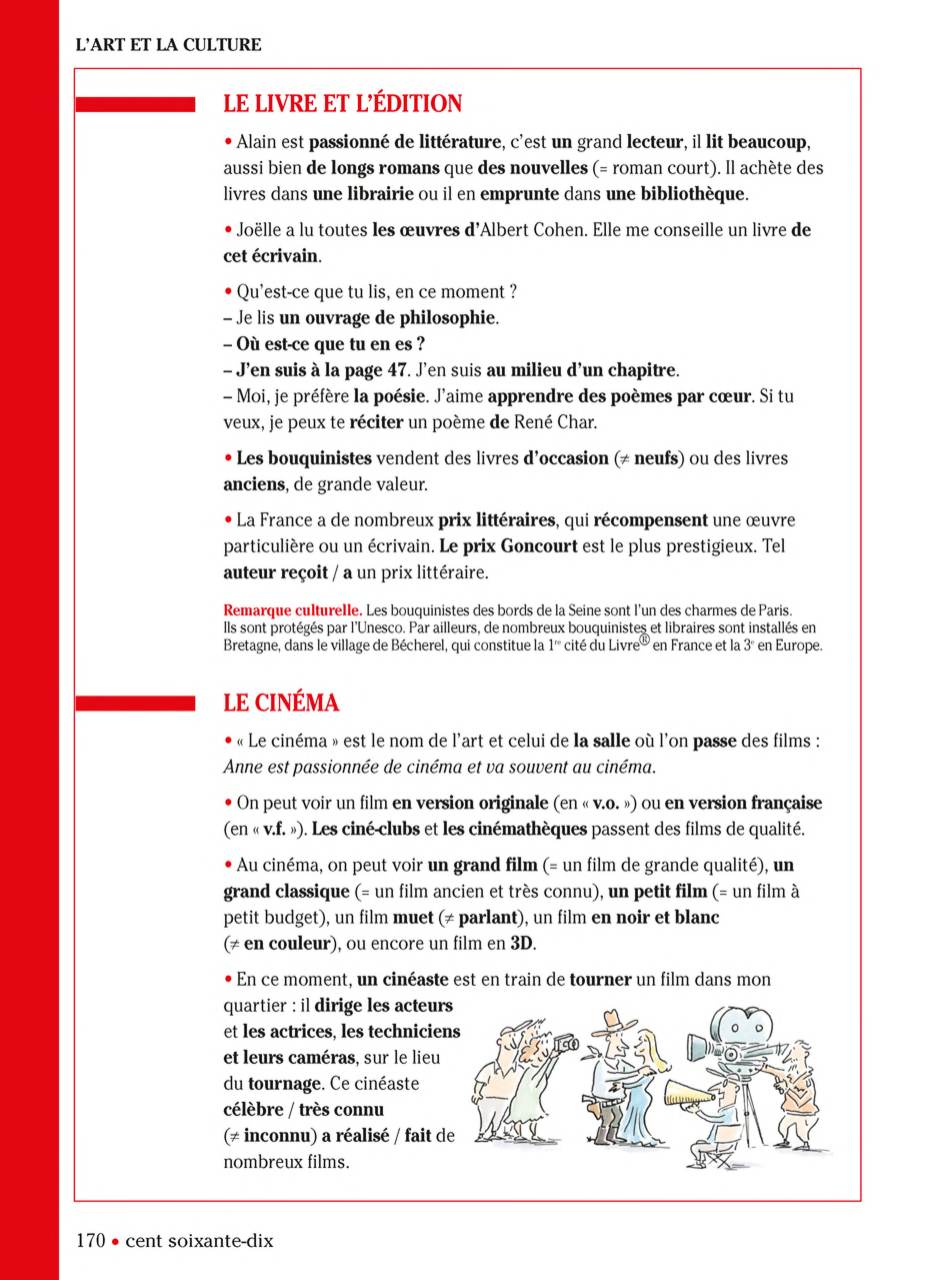 L'ART ET LA CULTURE
LE LIVRE ET L'ÉDITION
• Alain est passionné de littérature, c'est un grand lecteur, il lit beaucoup,
aussi bien de longs romans que des nouvelles (= roman court). Il achète des
livres dans une librairie ou il en emprunte dans une bibliothèque.
• Joëlle a lu toutes les œuvres d'Albert Cohen. Elle me conseille un livre de
cet écrivain.
• Qu'est-ce que tu lis, en ce moment ?
– Je lis un ouvrage de philosophie.
– Où est-ce que tu en es ?
– J'en suis à la page 47. J'en suis au milieu d'un chapitre.
– Moi, je préfère la poésie. J'aime apprendre des poèmes par cœur. Si tu
veux, je peux te réciter un poème de René Char.
• Les bouquinistes vendent des livres d'occasion (≠ neufs) ou des livres
anciens, de grande valeur.
• La France a de nombreux prix littéraires, qui récompensent une œuvre
particulière ou un écrivain. Le prix Goncourt est le plus prestigieux. Tel
auteur reçoit / a un prix littéraire.
Remarque culturelle. Les bouquinistes des bords de la Seine sont l'un des charmes de Paris.
Ils sont protégés par l'Unesco. Par ailleurs, de nombreux bouquinistes et libraires sont installés en
Bretagne, dans le village de Bécherel, qui constitue la 1re cité du Livre® en France et la 3e en Europe.
LE CINÉMA
• « Le cinéma » est le nom de l'art et celui de la salle où l'on passe des films :
Anne est passionnée de cinéma et va souvent au cinéma.
• On peut voir un film en version originale (en « v.o. ») ou en version française
(en « v.f. »). Les ciné-clubs et les cinémathèques passent des films de qualité.
• Au cinéma, on peut voir un grand film (= un film de grande qualité), un
grand classique (= un film ancien et très connu), un petit film (= un film à
petit budget), un film muet (≠ parlant), un film en noir et blanc
(≠ en couleur), ou encore un film en 3D.
• En ce moment, un cinéaste est en train de tourner un film dans mon
quartier : il dirige les acteurs
et les actrices, les techniciens
et leurs caméras, sur le lieu
du tournage. Ce cinéaste
célèbre / très connu
(≠ inconnu) a réalisé / fait de
nombreux films.
170 • cent soixante-dix